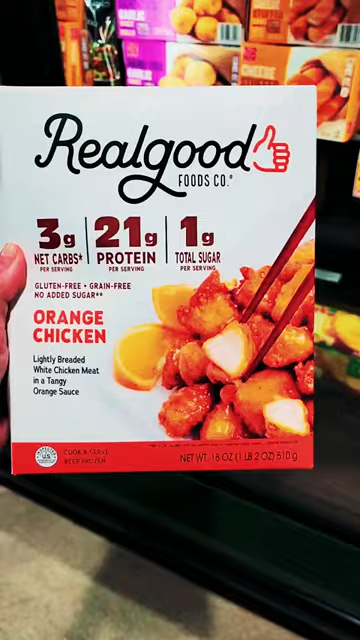 Realgood
FOODS CO.®
3g
NET CARBS*
PER SERVING
21g
PROTEIN
PER SERVING
1g
TOTAL SUGAR
PER SERVING
GLUTEN-FREE • GRAIN-FREE
NO ADDED SUGAR**
ORANGE
CHICKEN
Lightly Breaded
White Chicken Meat
in a Tangy
Orange Sauce
U.S.
COOK & SERVE
KEEP FROZEN
NET WT. 18 OZ (1 LB 2 OZ) 510 g